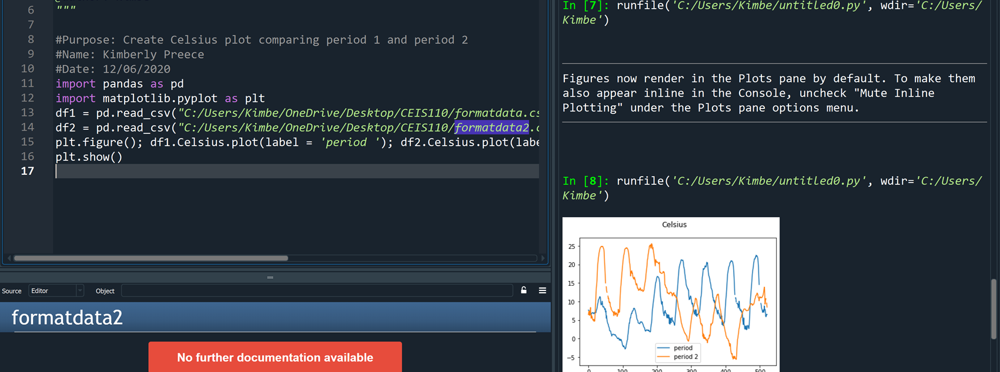 6 """
7
8 #Purpose: Create Celsius plot comparing period 1 and period 2
9 #Name: Kimberly Preece
10 #Date: 12/06/2020
11 import pandas as pd
12 import matplotlib.pyplot as plt
13 df1 = pd.read_csv("C:/Users/Kimbe/OneDrive/Desktop/CEIS110/formatdata.cs
14 df2 = pd.read_csv("C:/Users/Kimbe/OneDrive/Desktop/CEIS110/formatdata2.c
15 plt.figure(); df1.Celsius.plot(label = 'period '); df2.Celsius.plot(labe
16 plt.show()
17
Source Editor Object
formatdata2
No further documentation available
In [7]: runfile('C:/Users/Kimbe/untitled0.py', wdir='C:/Users/
Kimbe')
Figures now render in the Plots pane by default. To make them
also appear inline in the Console, uncheck "Mute Inline
Plotting" under the Plots pane options menu.
In [8]: runfile('C:/Users/Kimbe/untitled0.py', wdir='C:/Users/
Kimbe')
Celsius
25
20
15
10
5
0
-5
period
period 2
0 100 200 300 400 500